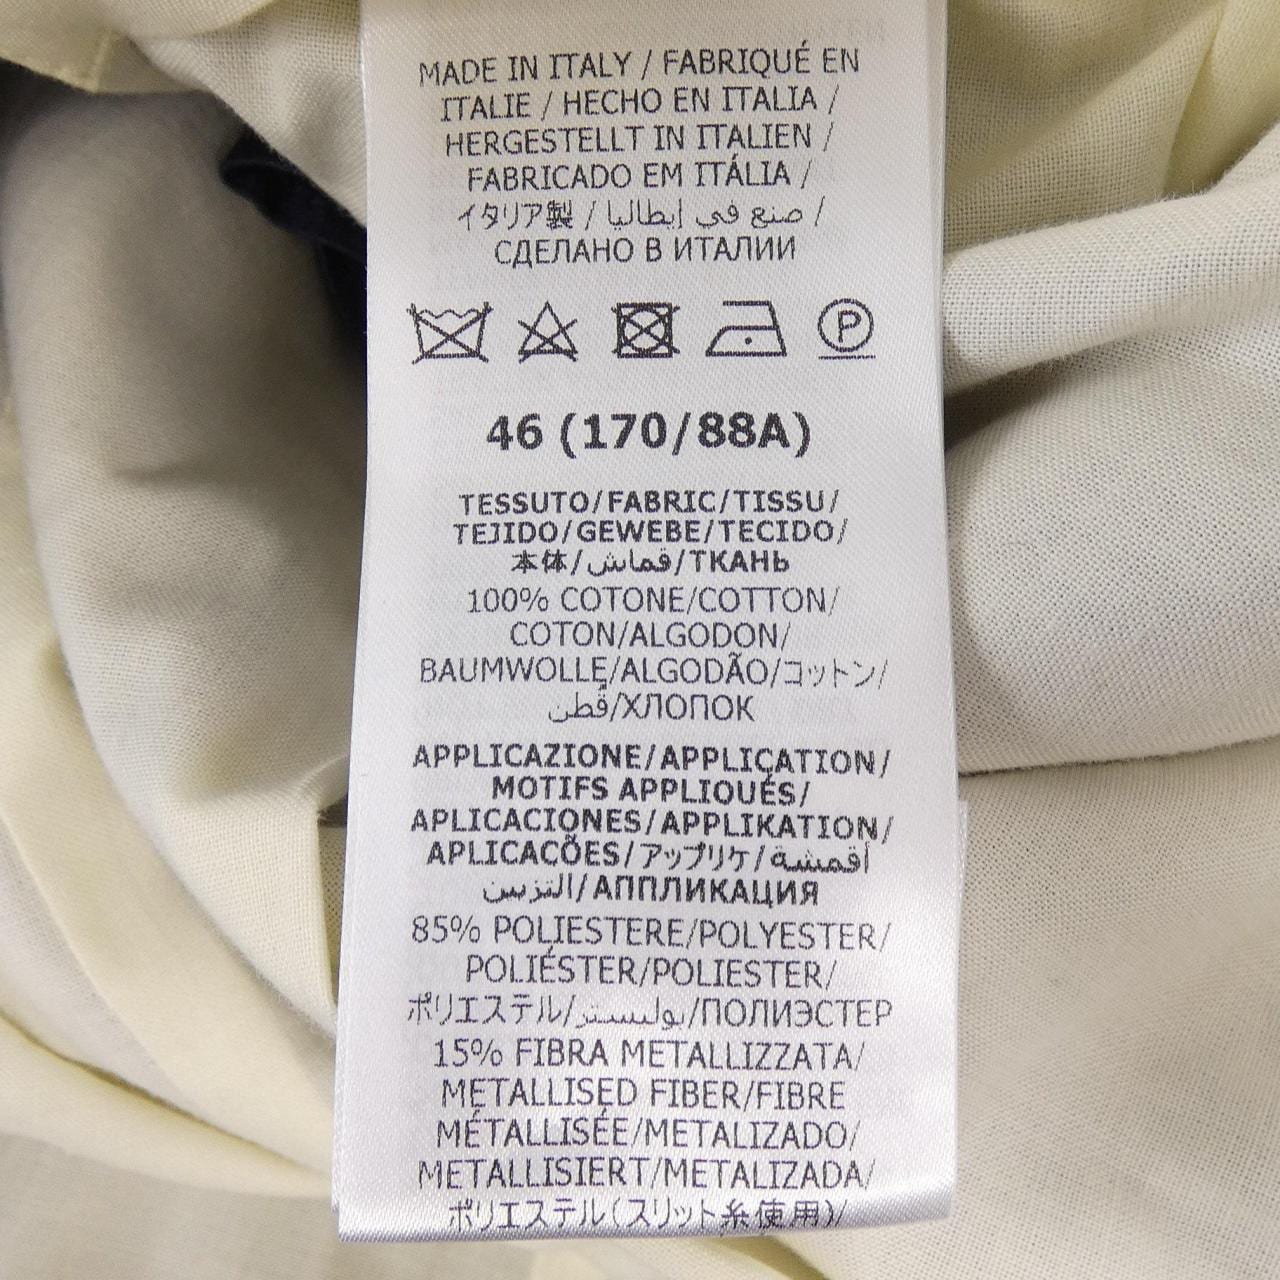 MADE IN ITALY / FABRIQUÉ EN
ITALIE / HECHO EN ITALIA /
HERGESTELLT IN ITALIEN /
FABRICADO EM ITÁLIA /
イタリア製 / صنع في إيطاليا /
СДЕЛАНО В ИТАЛИИ
P
46 (170/88A)
TESSUTO/FABRIC/TISSU/
TEJIDO/GEWEBE/TECIDO/
本体/قماش/ТКАНЬ
100% COTONE/COTTON/
COTON/ALGODON/
BAUMWOLLE/ALGODÃO/コットン/
قُطن/ХЛОПОК
APPLICAZIONE/APPLICATION/
MOTIFS APPLIQUÉS/
APLICACIONES/APPLIKATION/
APLICAÇÕES/アップリケ/أقمشة
التزيين/АППЛИКАЦИЯ
85% POLIESTERE/POLYESTER/
POLIÉSTER/POLIESTER/
ポリエステル/بوليستر/ПОЛИЭСТЕР
15% FIBRA METALLIZZATA/
METALLISED FIBER/FIBRE
MÉTALLISÉE/METALIZADO/
METALLISIERT/METALIZADA/
ポリエステル(スリット糸使用)/